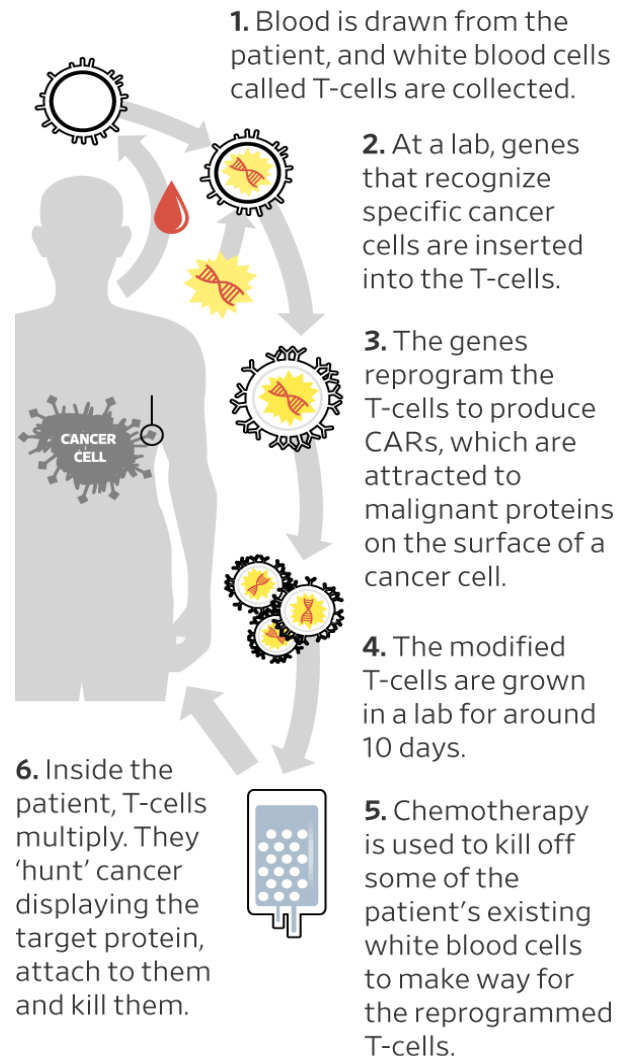 1. Blood is drawn from the
patient, and white blood cells
called T-cells are collected.
2. At a lab, genes
that recognize
specific cancer
cells are inserted
into the T-cells.
3. The genes
reprogram the
T-cells to produce
CARs, which are
attracted to
malignant proteins
on the surface of a
cancer cell.
CANCER
CELL
4. The modified
T-cells are grown
in a lab for around
10 days.
5. Chemotherapy
is used to kill off
some of the
patient’s existing
white blood cells
to make way for
the reprogrammed
T-cells.
6. Inside the
patient, T-cells
multiply. They
‘hunt’ cancer
displaying the
target protein,
attach to them
and kill them.